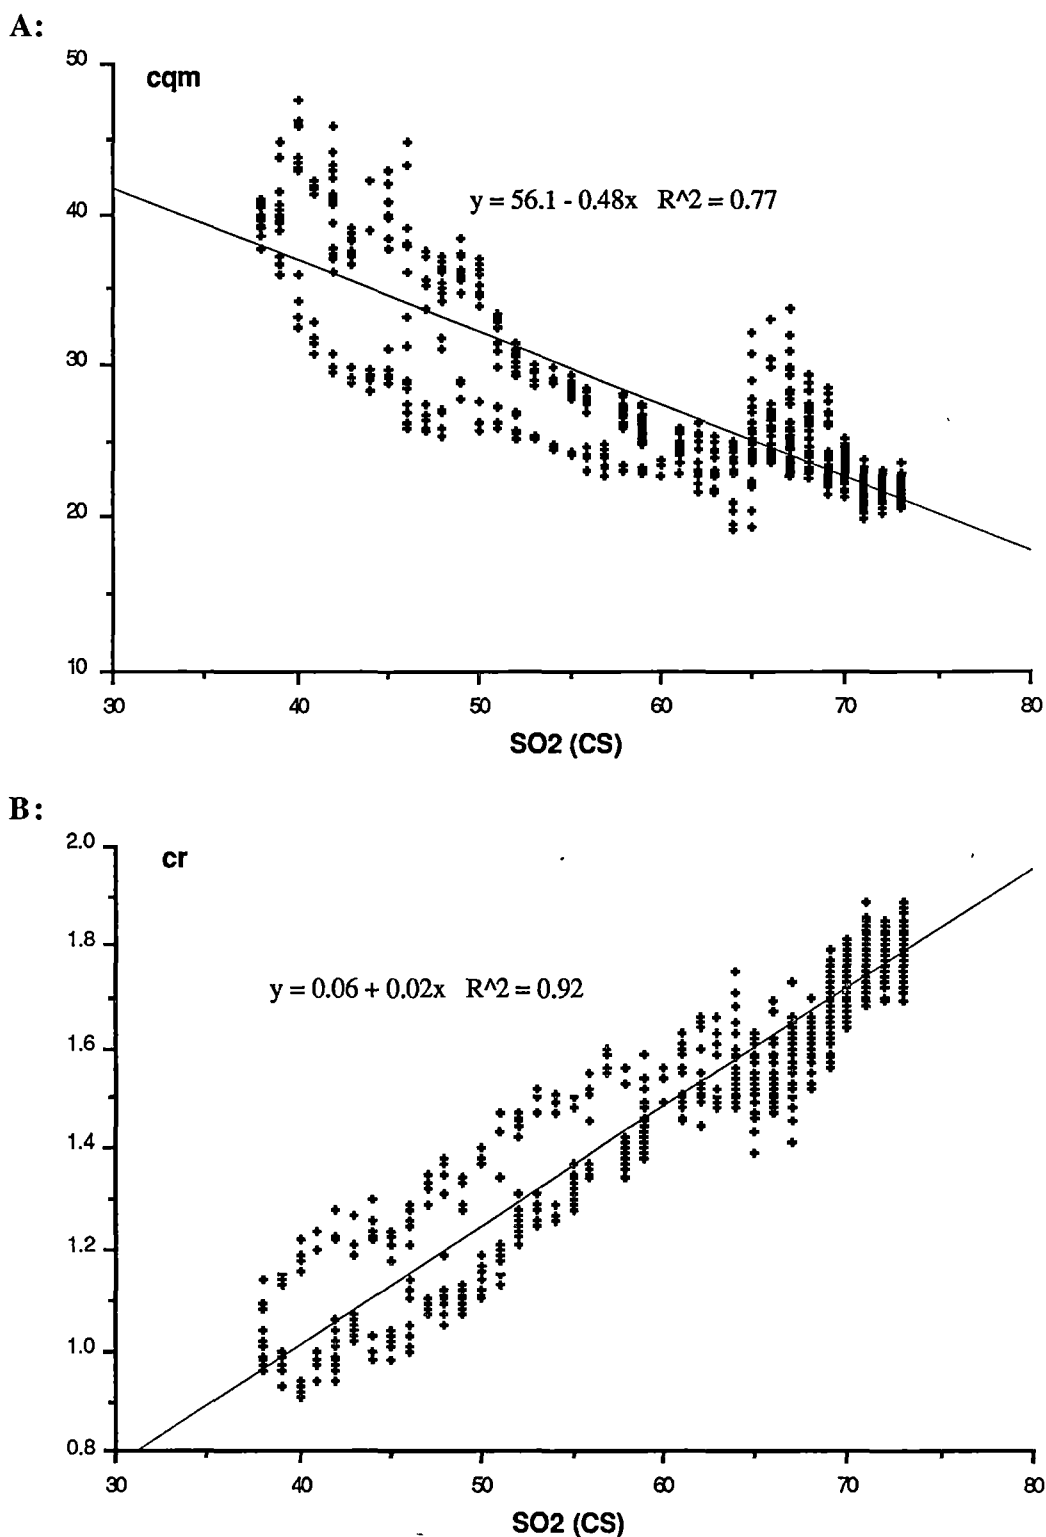 A:
50
cqm
y = 56.1 - 0.48x R^2 = 0.77
40
30
20
10
30 40 50 60 70 80
SO2 (CS)
B:
2.0
cr
1.8
y = 0.06 + 0.02x R^2 = 0.92
1.6
1.4
1.2
1.0
0.8
30 40 50 60 70 80
SO2 (CS)